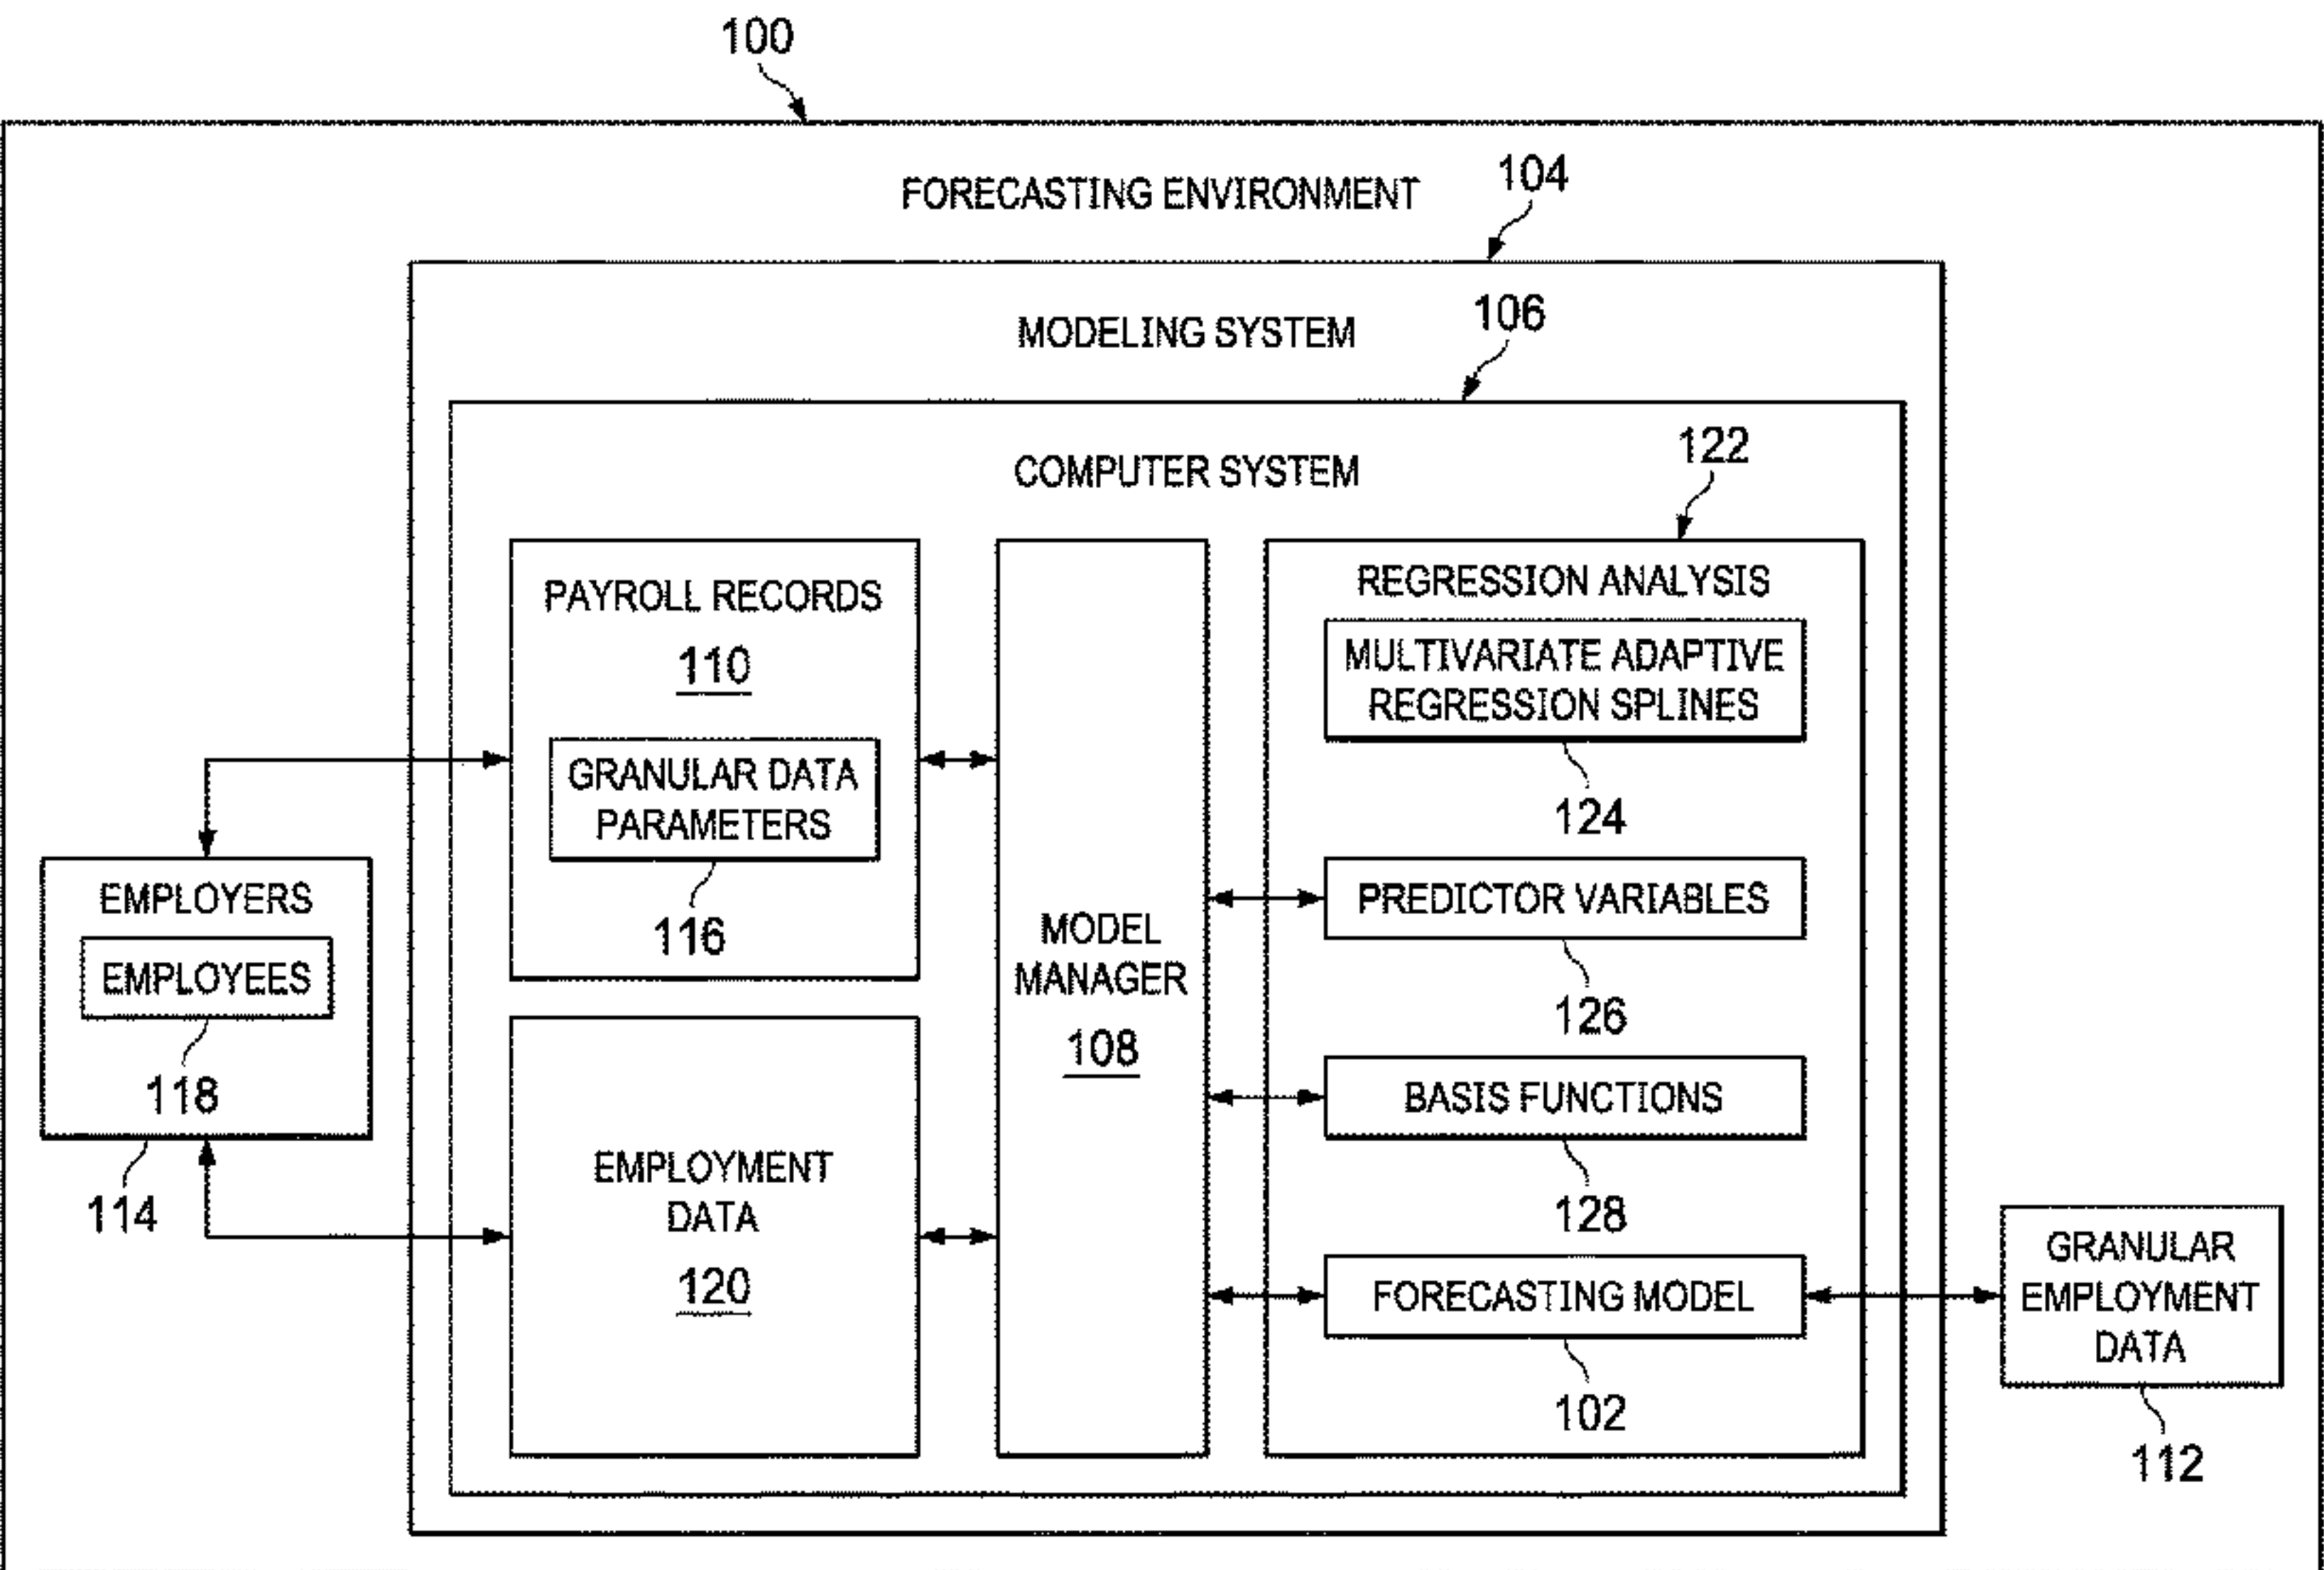 100
FORECASTING ENVIRONMENT
104
MODELING SYSTEM
106
COMPUTER SYSTEM
122
PAYROLL RECORDS
110
GRANULAR DATA
PARAMETERS
116
EMPLOYERS
EMPLOYEES
118
114
EMPLOYMENT
DATA
120
MODEL
MANAGER
108
REGRESSION ANALYSIS
MULTIVARIATE ADAPTIVE
REGRESSION SPLINES
124
PREDICTOR VARIABLES
126
BASIS FUNCTIONS
128
FORECASTING MODEL
102
GRANULAR
EMPLOYMENT
DATA
112